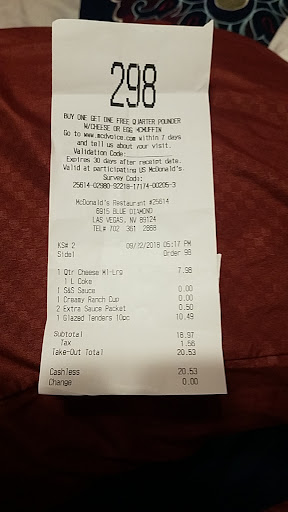 298
BUY ONE GET ONE FREE QUARTER POUNDER
W/CHEESE OR EGG MCMUFFIN
Go to www.mcdvoice.com within 7 days
and tell us about your visit.
Validation Code:
Expires 30 days after receipt date.
Valid at participating US McDonald's.
Survey Code:
25614-02980-92218-17174-00205-3
McDonald's Restaurant #25614
6915 BLUE DIAMOND
LAS VEGAS, NV 89124
TEL# 702 361 2868
KS# 2 09/22/2018 05:17 PM
Side1 Order 98
1 Qtr Cheese Ml-Lrg 7.98
1 L Coke
1 S&S Sauce 0.00
1 Creamy Ranch Cup 0.00
2 Extra Sauce Packet 0.50
1 Glazed Tenders 10pc 10.49
Subtotal 18.97
Tax 1.56
Take-Out Total 20.53
Cashless 20.53
Change 0.00